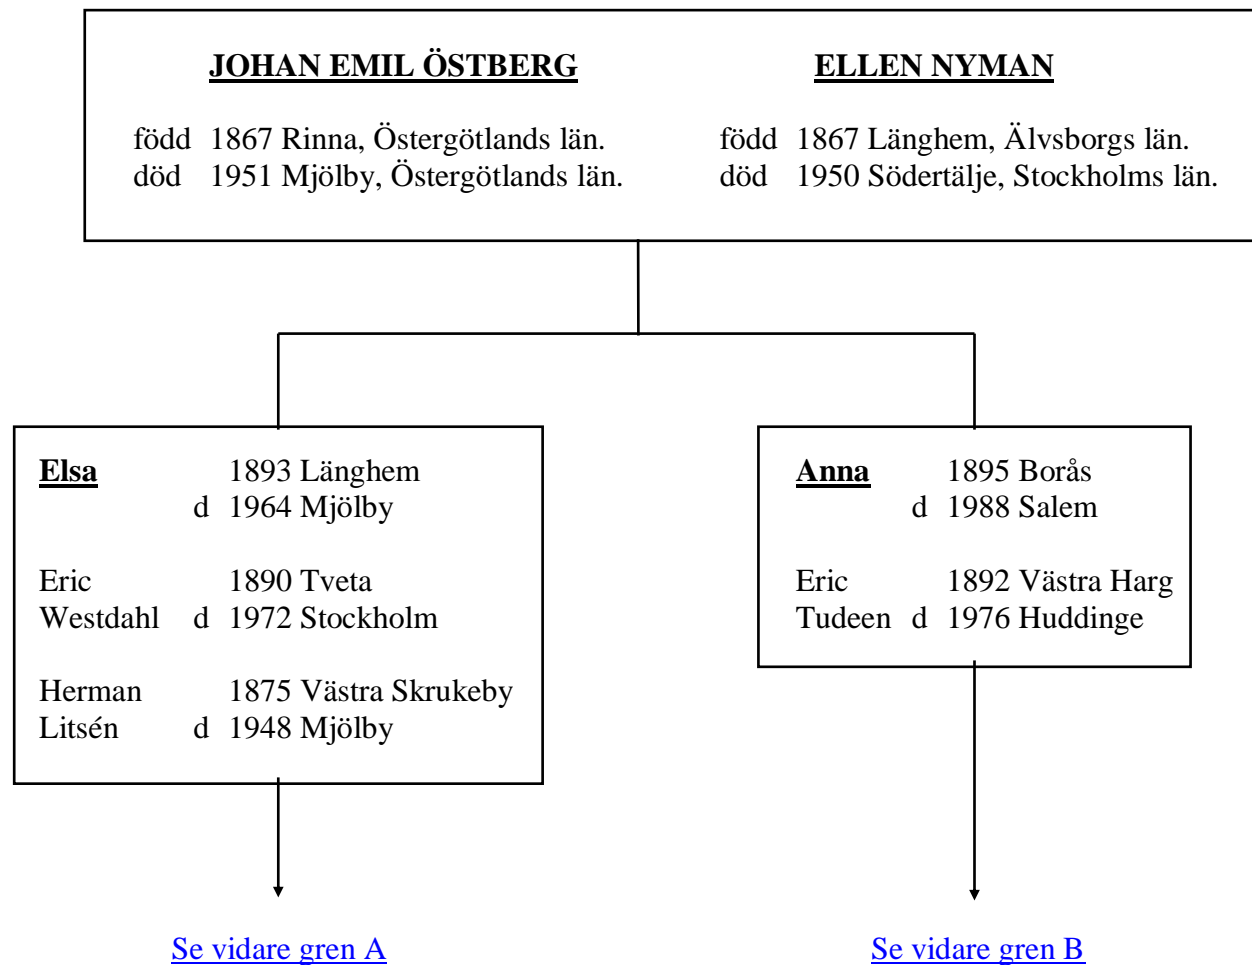 JOHAN EMIL ÖSTBERG
född 1867 Rinna, Östergötlands län.
död 1951 Mjölby, Östergötlands län.
ELLEN NYMAN
född 1867 Länghem, Älvsborgs län.
död 1950 Södertälje, Stockholms län.
Elsa 1893 Länghem
d 1964 Mjölby
Eric 1890 Tveta
Westdahl d 1972 Stockholm
Herman 1875 Västra Skrukeby
Litsén d 1948 Mjölby
Anna 1895 Borås
d 1988 Salem
Eric 1892 Västra Harg
Tudeen d 1976 Huddinge
Se vidare gren A
Se vidare gren B